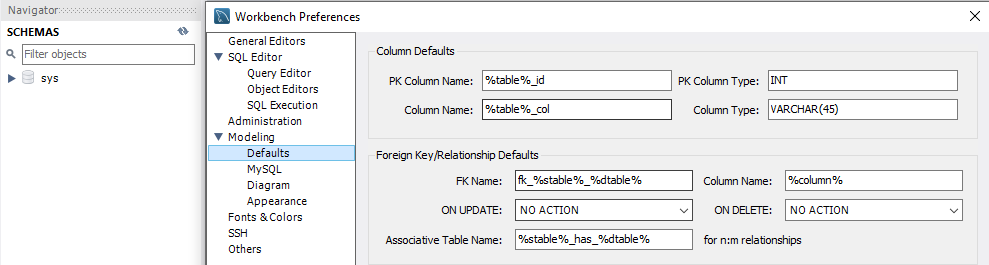 Navigator
SCHEMAS
Filter objects
sys
Workbench Preferences
General Editors
SQL Editor
Query Editor
Object Editors
SQL Execution
Administration
Modeling
Defaults
MySQL
Diagram
Appearance
Fonts & Colors
SSH
Others
Column Defaults
PK Column Name: %table%_id PK Column Type: INT
Column Name: %table%_col Column Type: VARCHAR(45)
Foreign Key/Relationship Defaults
FK Name: fk_%stable%_%dtable% Column Name: %column%
ON UPDATE: NO ACTION ON DELETE: NO ACTION
Associative Table Name: %stable%_has_%dtable% for n:m relationships